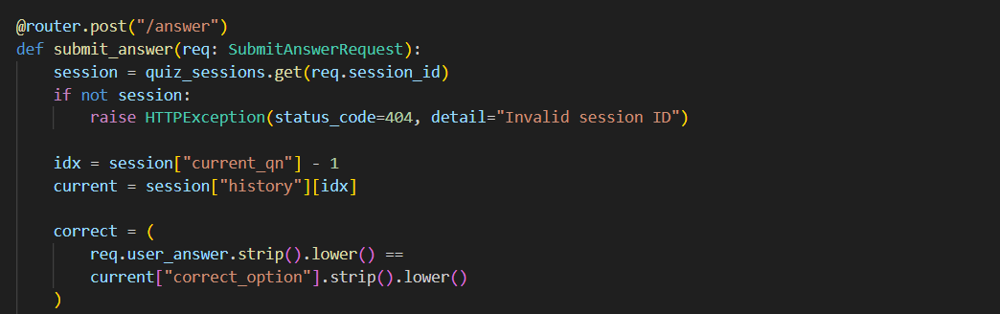 @router.post("/answer")
def submit_answer(req: SubmitAnswerRequest):
    session = quiz_sessions.get(req.session_id)
    if not session:
        raise HTTPException(status_code=404, detail="Invalid session ID")

    idx = session["current_qn"] - 1
    current = session["history"][idx]

    correct = (
        req.user_answer.strip().lower() ==
        current["correct_option"].strip().lower()
    )